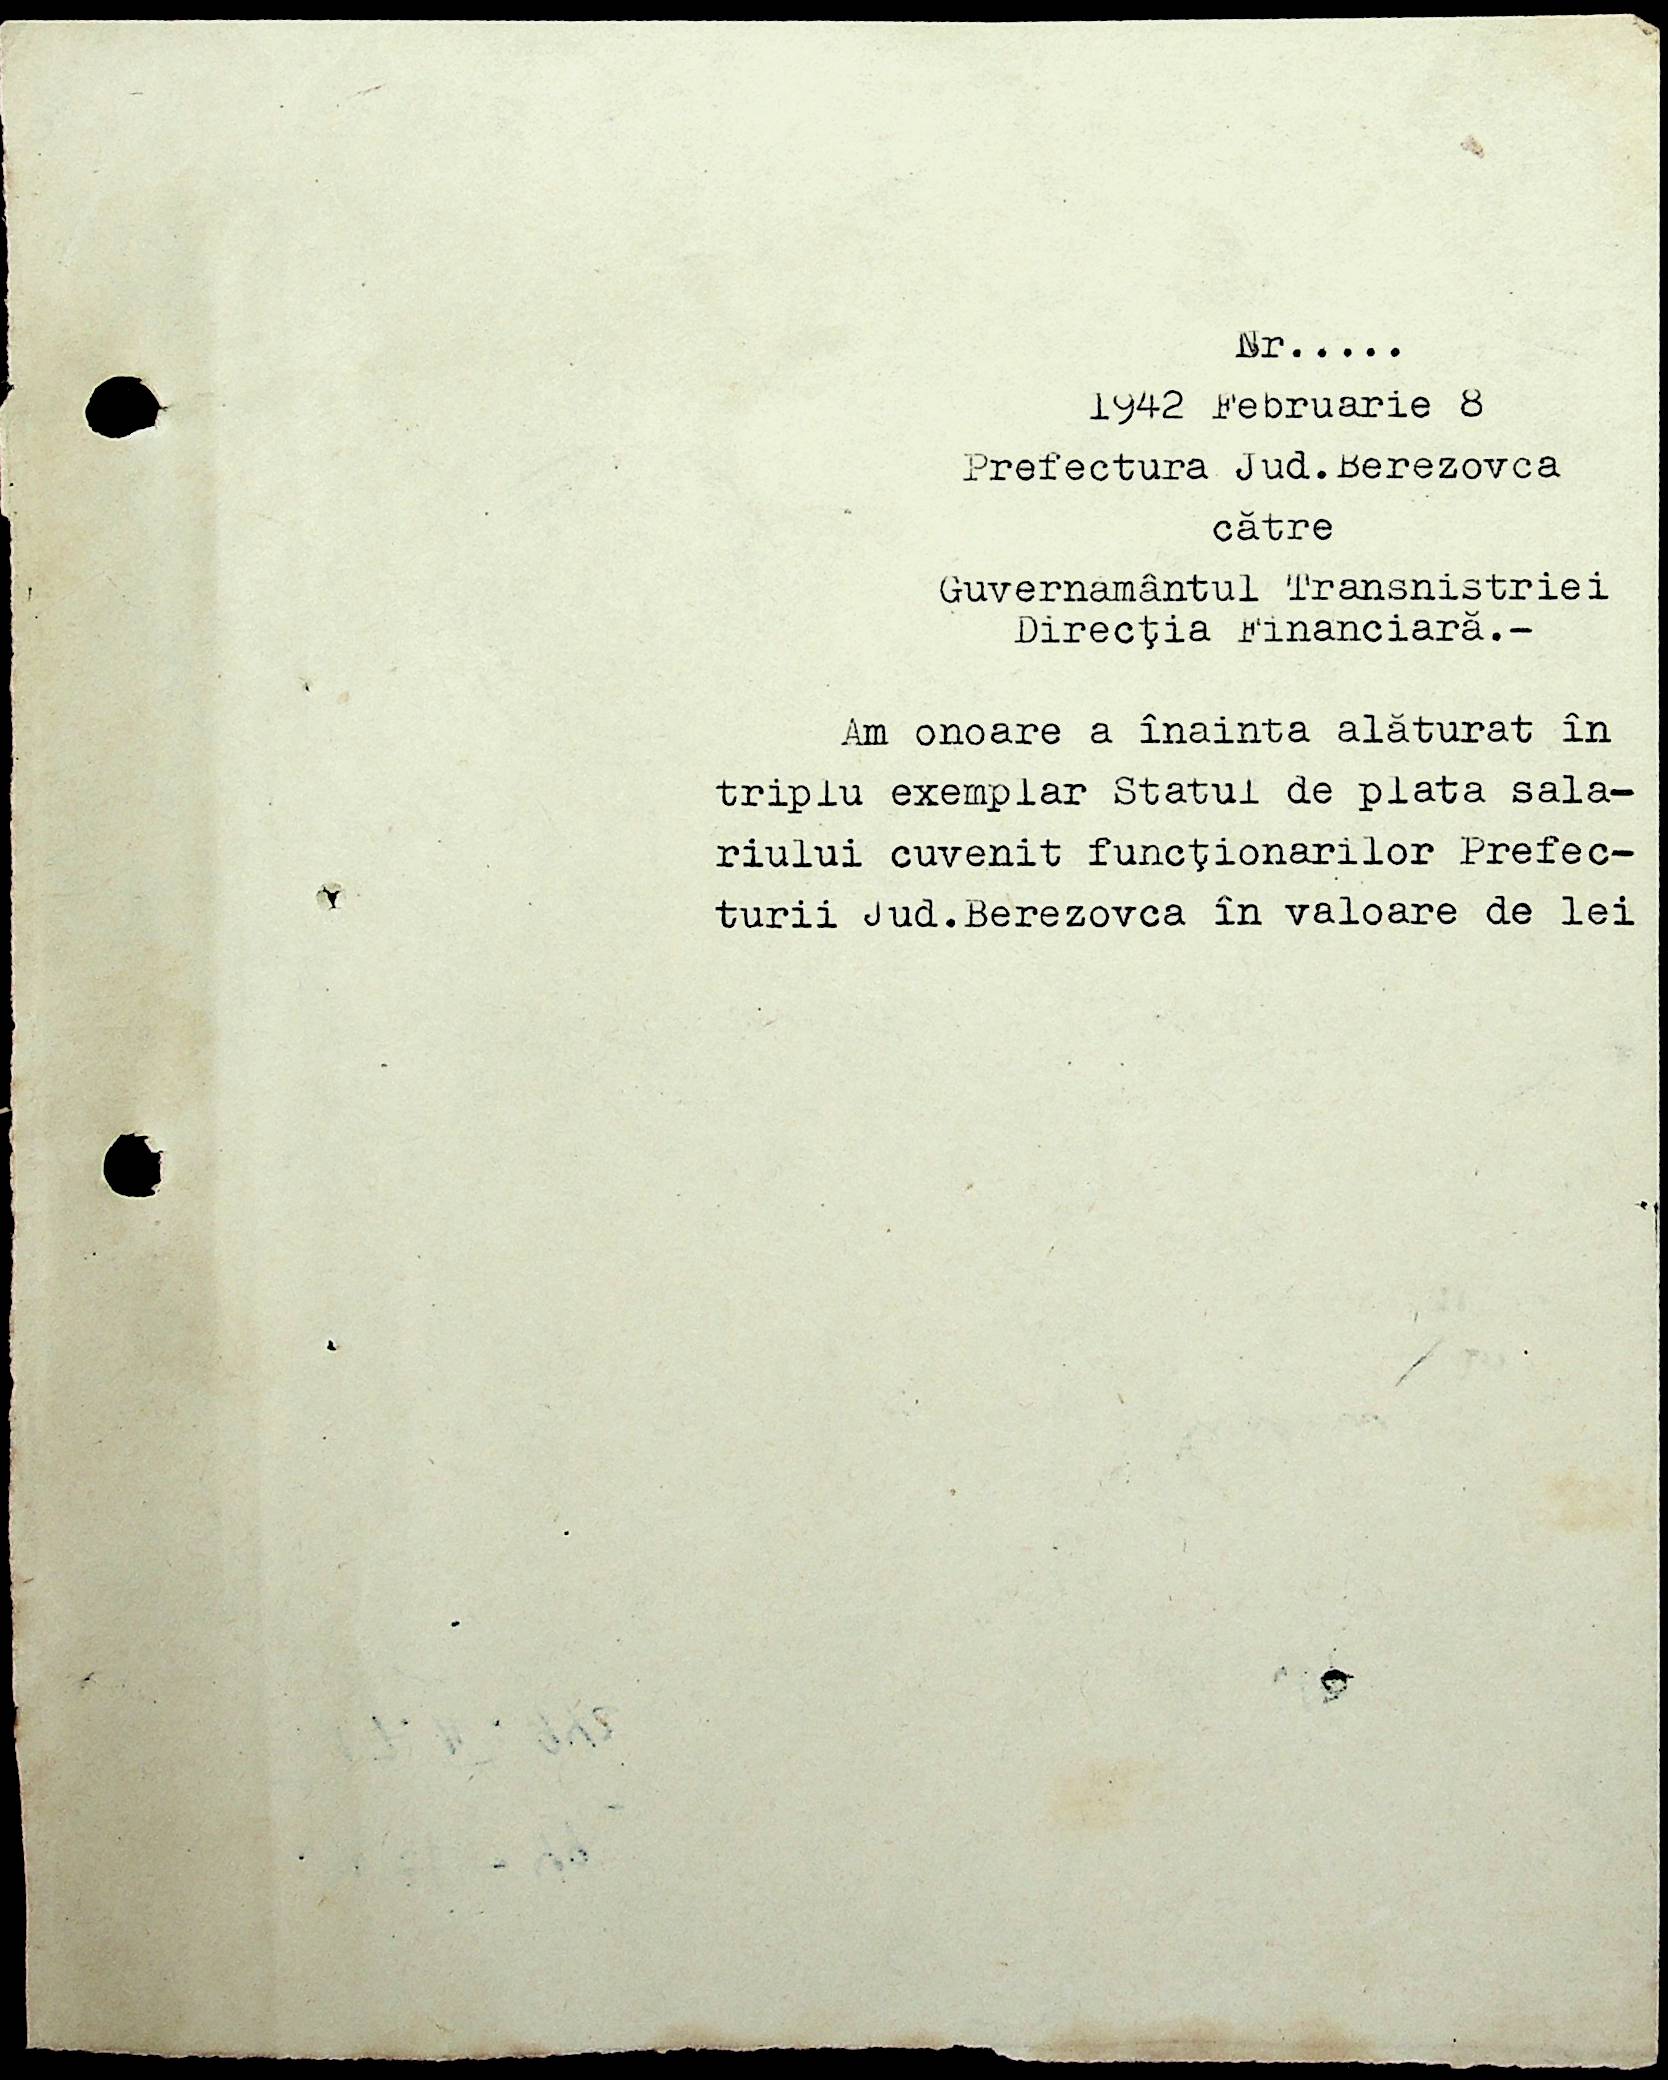 Nr.....
1942 Februarie 8
Prefectura Jud.Berezovca
către
Guvernamântul Transnistriei
Direcţia Financiară.-
Am onoare a înainta alăturat în
triplu exemplar Statul de plata sala-
riului cuvenit funcţionarilor Prefec-
turii Jud.Berezovca în valoare de lei